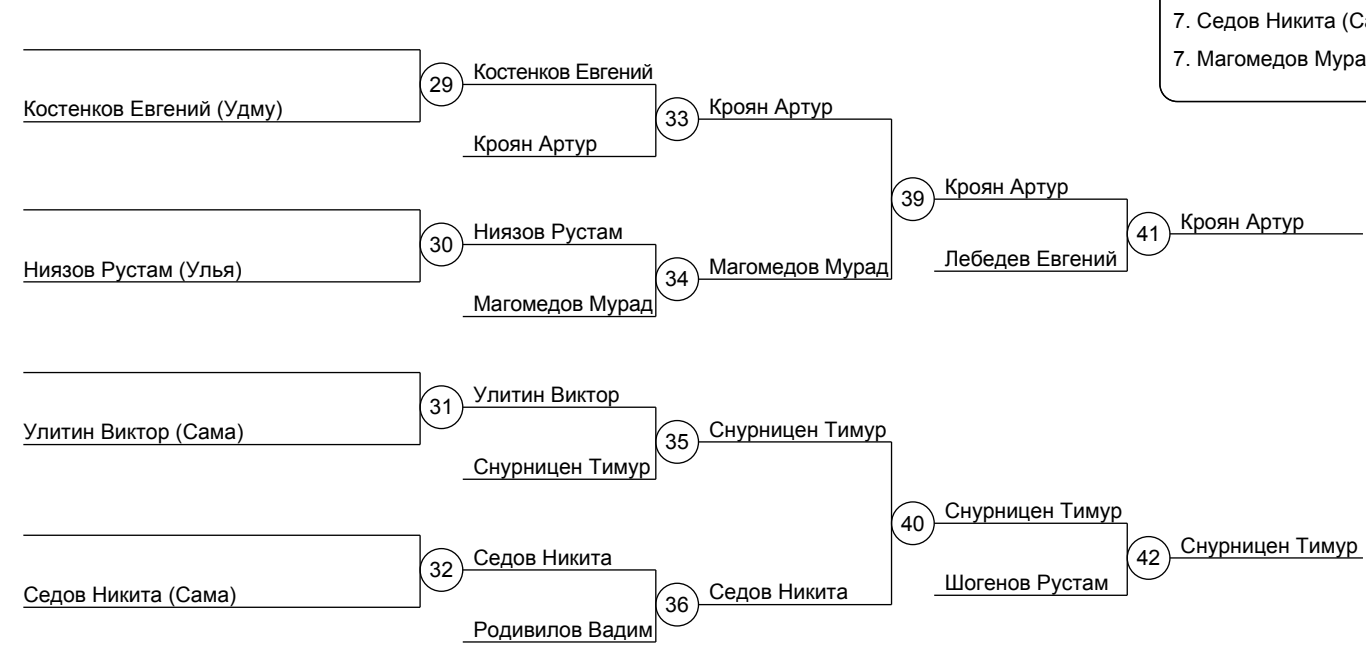 7. Седов Никита (Са
7. Магомедов Мура
29
Костенков Евгений
Костенков Евгений (Удму)
33
Кроян Артур
Кроян Артур
39
Кроян Артур
30
Ниязов Рустам
41
Кроян Артур
Ниязов Рустам (Улья)
34
Магомедов Мурад
Лебедев Евгений
Магомедов Мурад
31
Улитин Виктор
Улитин Виктор (Сама)
35
Снурницен Тимур
Снурницен Тимур
40
Снурницен Тимур
32
Седов Никита
42
Снурницен Тимур
Седов Никита (Сама)
36
Седов Никита
Шогенов Рустам
Родивилов Вадим